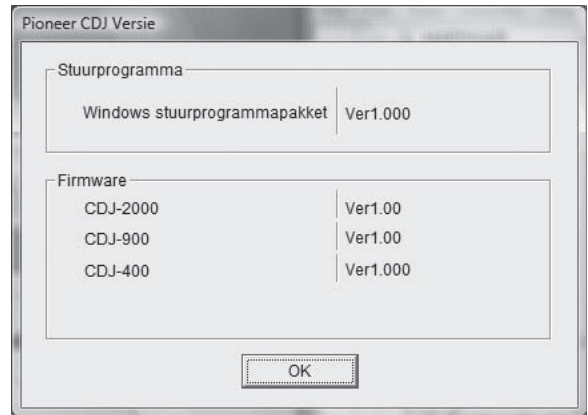 Pioneer CDJ Versie
Stuurprogramma
Windows stuurprogrammapakket Ver1.000
Firmware
CDJ-2000 Ver1.00
CDJ-900 Ver1.00
CDJ-400 Ver1.000
OK